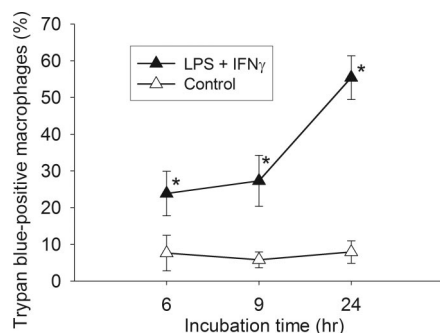 Trypan blue-positive macrophages (%)
70
60
50
40
30
20
10
0
LPS + IFNγ
Control
*
*
*
6 9 24
Incubation time (hr)